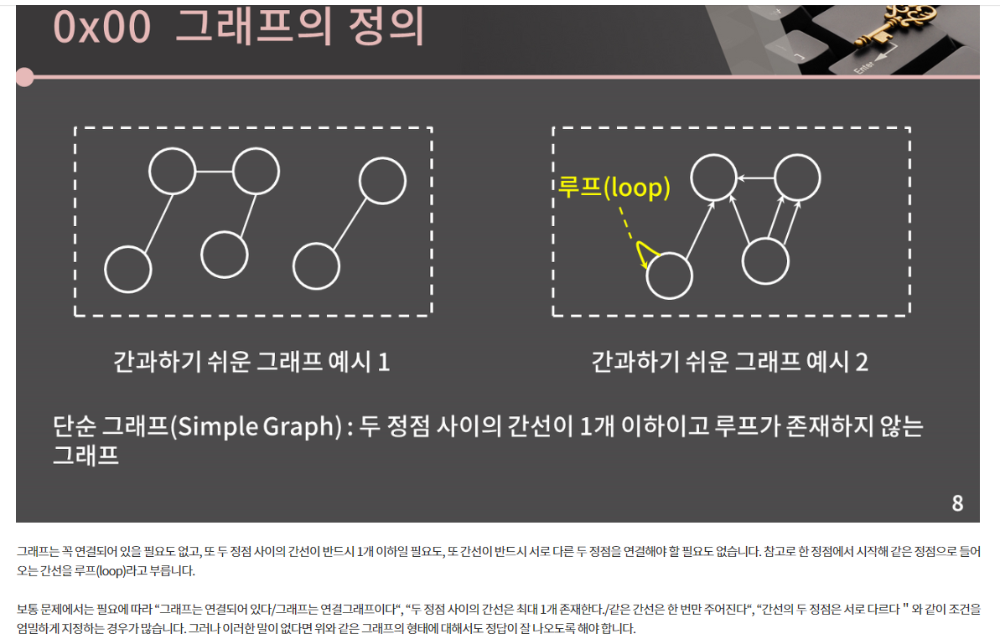 0x00 그래프의 정의
Enter
루프(loop)
간과하기 쉬운 그래프 예시 1
간과하기 쉬운 그래프 예시 2
단순 그래프(Simple Graph) : 두 정점 사이의 간선이 1개 이하이고 루프가 존재하지 않는
그래프
8
그래프는 꼭 연결되어 있을 필요도 없고, 또 두 정점 사이의 간선이 반드시 1개 이하일 필요도, 또 간선이 반드시 서로 다른 두 정점을 연결해야 할 필요도 없습니다. 참고로 한 정점에서 시작해 같은 정점으로 들어
오는 간선을 루프(loop)라고 부릅니다.
보통 문제에서는 필요에 따라 “그래프는 연결되어 있다/그래프는 연결그래프이다“, “두 정점 사이의 간선은 최대 1개 존재한다./같은 간선은 한 번만 주어진다“, “간선의 두 정점은 서로 다르다＂와 같이 조건을
엄밀하게 지정하는 경우가 많습니다. 그러나 이러한 말이 없다면 위와 같은 그래프의 형태에 대해서도 정답이 잘 나오도록 해야 합니다.